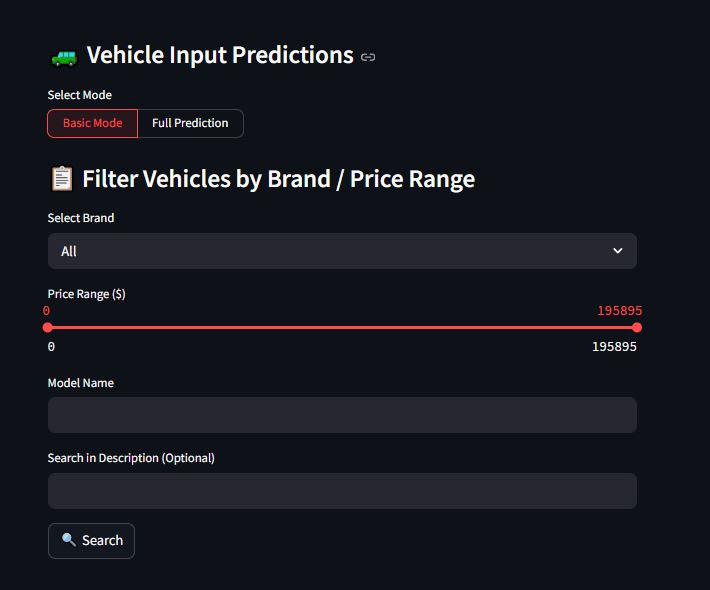 Vehicle Input Predictions
Select Mode
Basic Mode Full Prediction
Filter Vehicles by Brand / Price Range
Select Brand
All
Price Range ($)
0 195895
0 195895
Model Name
Search in Description (Optional)
Search